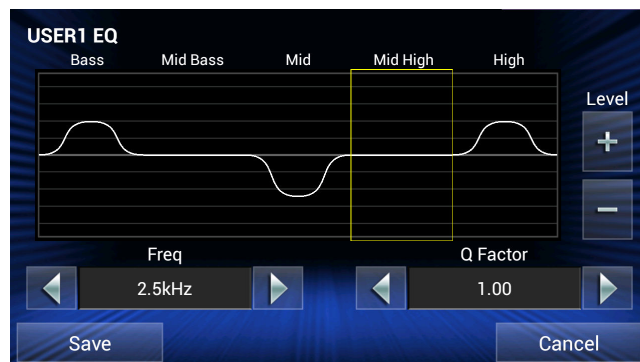 USER1 EQ
Bass Mid Bass Mid Mid High High
Level
+
−
Freq Q Factor
2.5kHz 1.00
Save Cancel